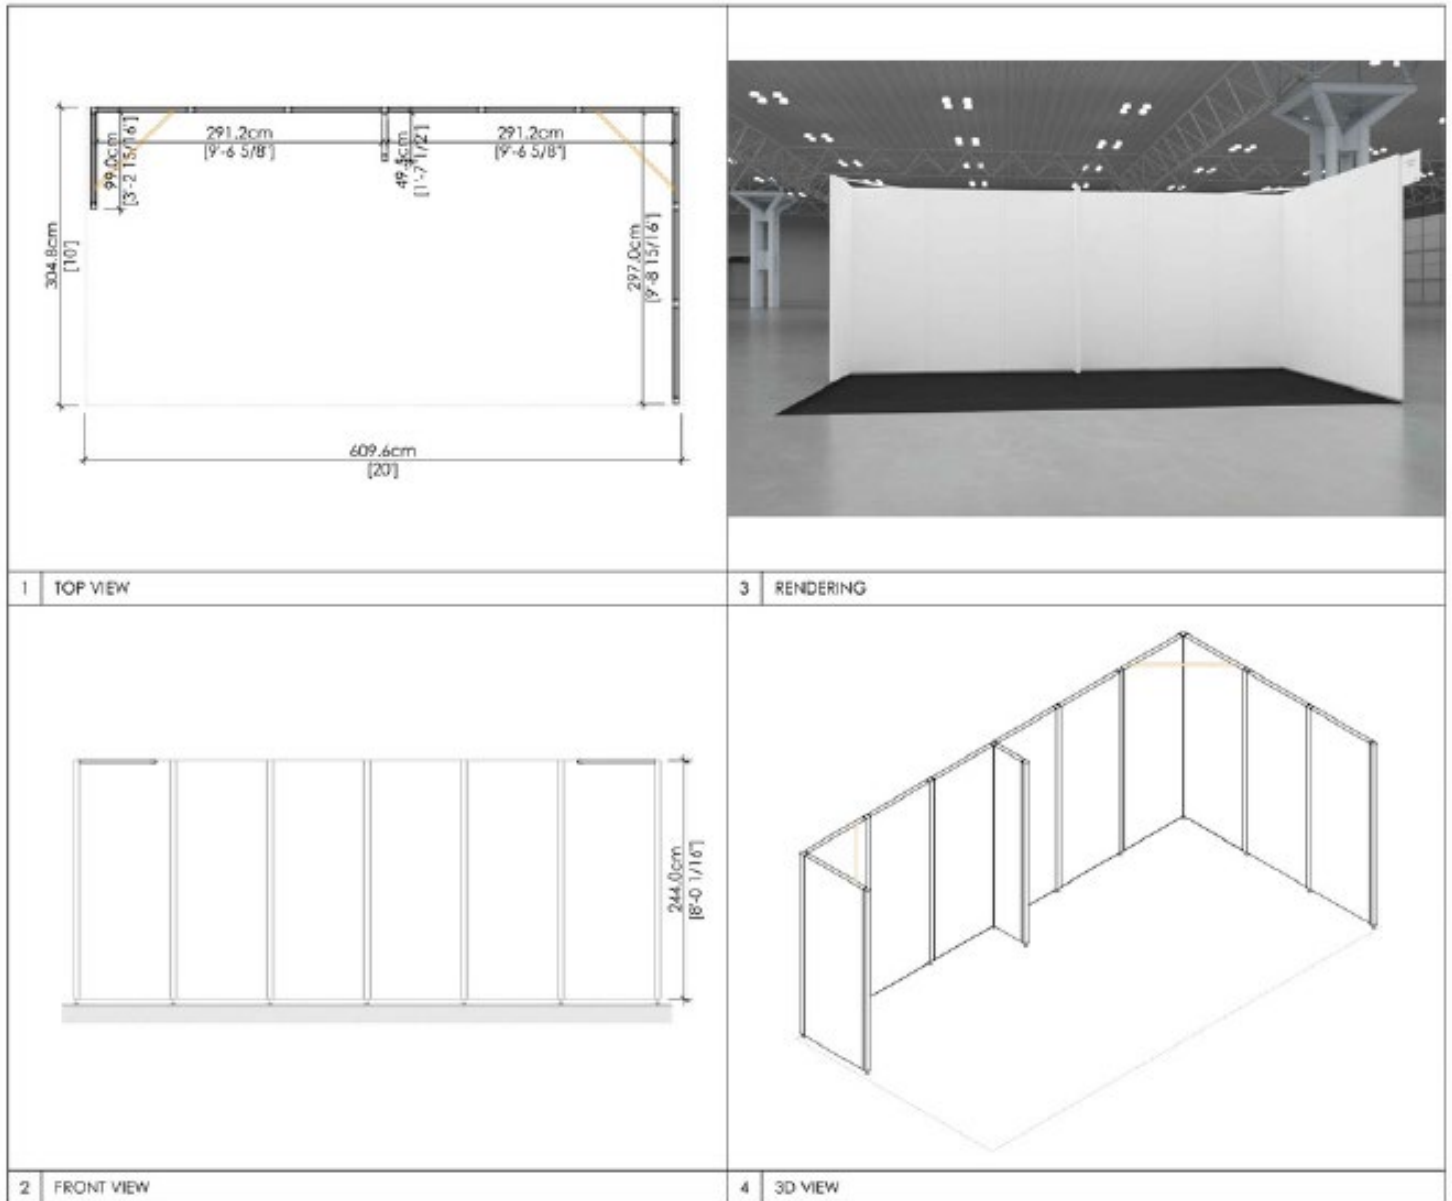 291.2cm
[9'-6 5/8"]
291.2cm
[9'-6 5/8"]
99.0cm
[3'-2 15/16"]
49.5cm
[1'-7 1/2"]
304.8cm
[10']
297.0cm
[9'-8 15/16"]
609.6cm
[20']
1 TOP VIEW
3 RENDERING
244.0cm
[8'-0 1/16"]
2 FRONT VIEW
4 3D VIEW